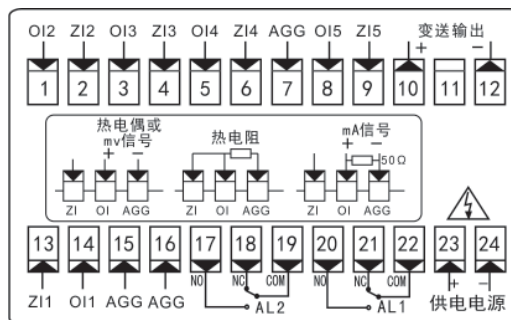 OI2 ZI2 OI3 ZI3 OI4 ZI4 AGG OI5 ZI5 变送输出
+ −
1 2 3 4 5 6 7 8 9 10 11 12
热电偶或 热电阻 mA信号
mv信号
+ − + −
50Ω
ZI OI AGG ZI OI AGG ZI OI AGG
13 14 15 16 17 18 19 20 21 22 23 24
NO NC COM NO NC COM + −
ZI1 OI1 AGG AGG AL2 AL1 供电电源